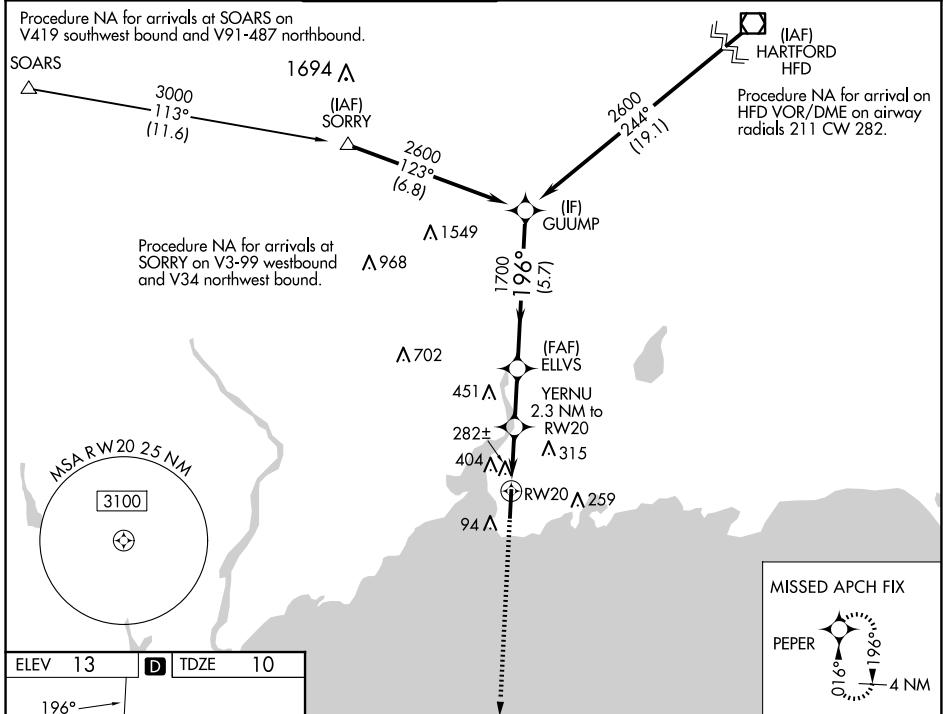 Procedure NA for arrivals at SOARS on
V419 southwest bound and V91-487 northbound.
SOARS
3000
113°
(11.6)
1694
(IAF)
SORRY
2600
123°
(6.8)
(IAF)
HARTFORD
HFD
2600
244°
(19.1)
Procedure NA for arrival on
HFD VOR/DME on airway
radials 211 CW 282.
(IF)
GUUMP
1549
968
Procedure NA for arrivals at
SORRY on V3-99 westbound
and V34 northwest bound.
1700
196°
(5.7)
702
(FAF)
ELLVS
451
YERNU
2.3 NM to
RW20
282±
404
315
RW20
259
94
MSA RW20 25 NM
3100
MISSED APCH FIX
PEPER
016°
196°
4 NM
ELEV 13
D
TDZE 10
196°